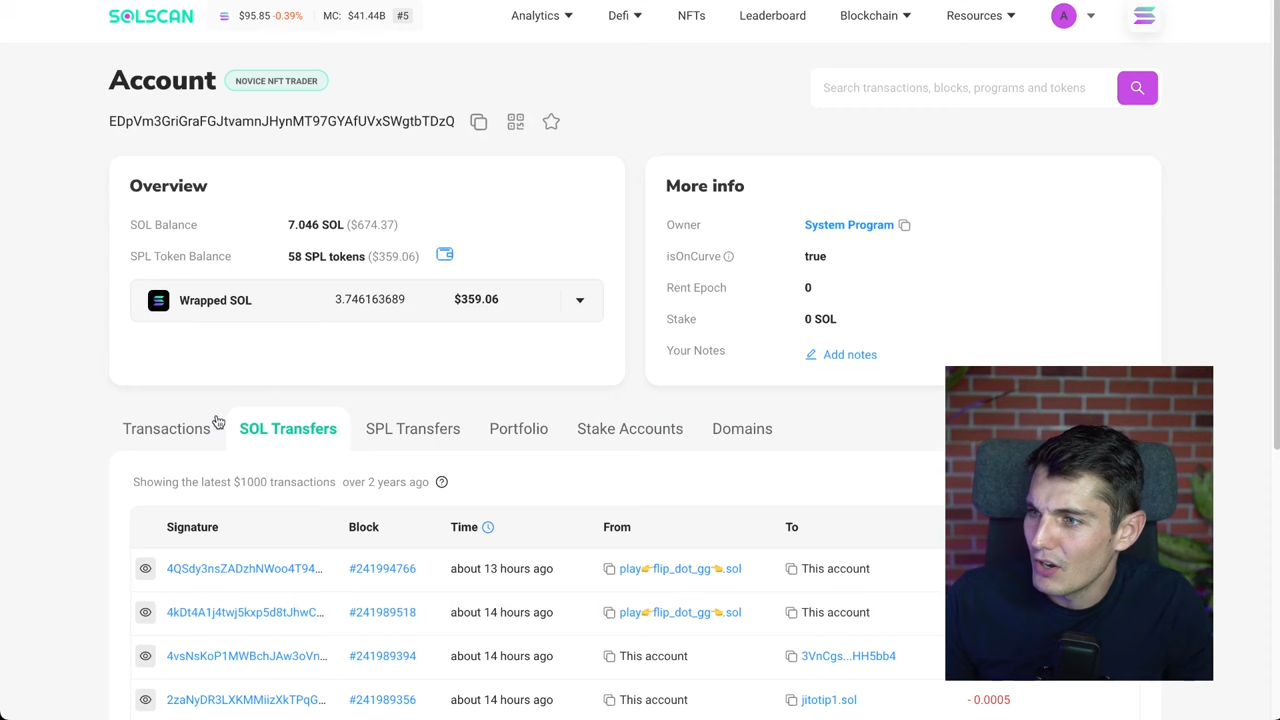 SOLSCAN
$95.85 -0.39% MC: $41.44B #5
Analytics Defi NFTs Leaderboard Blockchain Resources A
Account NOVICE NFT TRADER
Search transactions, blocks, programs and tokens
EDpVm3GriGraFGJtvamnJHynMT97GYAfUVxSWgtbTDzQ
Overview
SOL Balance 7.046 SOL ($674.37)
SPL Token Balance 58 SPL tokens ($359.06)
Wrapped SOL 3.746163689 $359.06
More info
Owner System Program
isOnCurve true
Rent Epoch 0
Stake 0 SOL
Your Notes Add notes
Transactions SOL Transfers SPL Transfers Portfolio Stake Accounts Domains
Showing the latest $1000 transactions over 2 years ago
Signature Block Time From To
4QSdy3nsZADzhNWoo4T94... #241994766 about 13 hours ago play👉flip_dot_gg👈.sol This account
4kDt4A1j4twj5kxp5d8tJhwC... #241989518 about 14 hours ago play👉flip_dot_gg👈.sol This account
4vsNsKoP1MWBchJAw3oVn... #241989394 about 14 hours ago This account 3VnCgs...HH5bb4
2zaNyDR3LXKMMiizXkTPqG... #241989356 about 14 hours ago This account jitotip1.sol - 0.0005